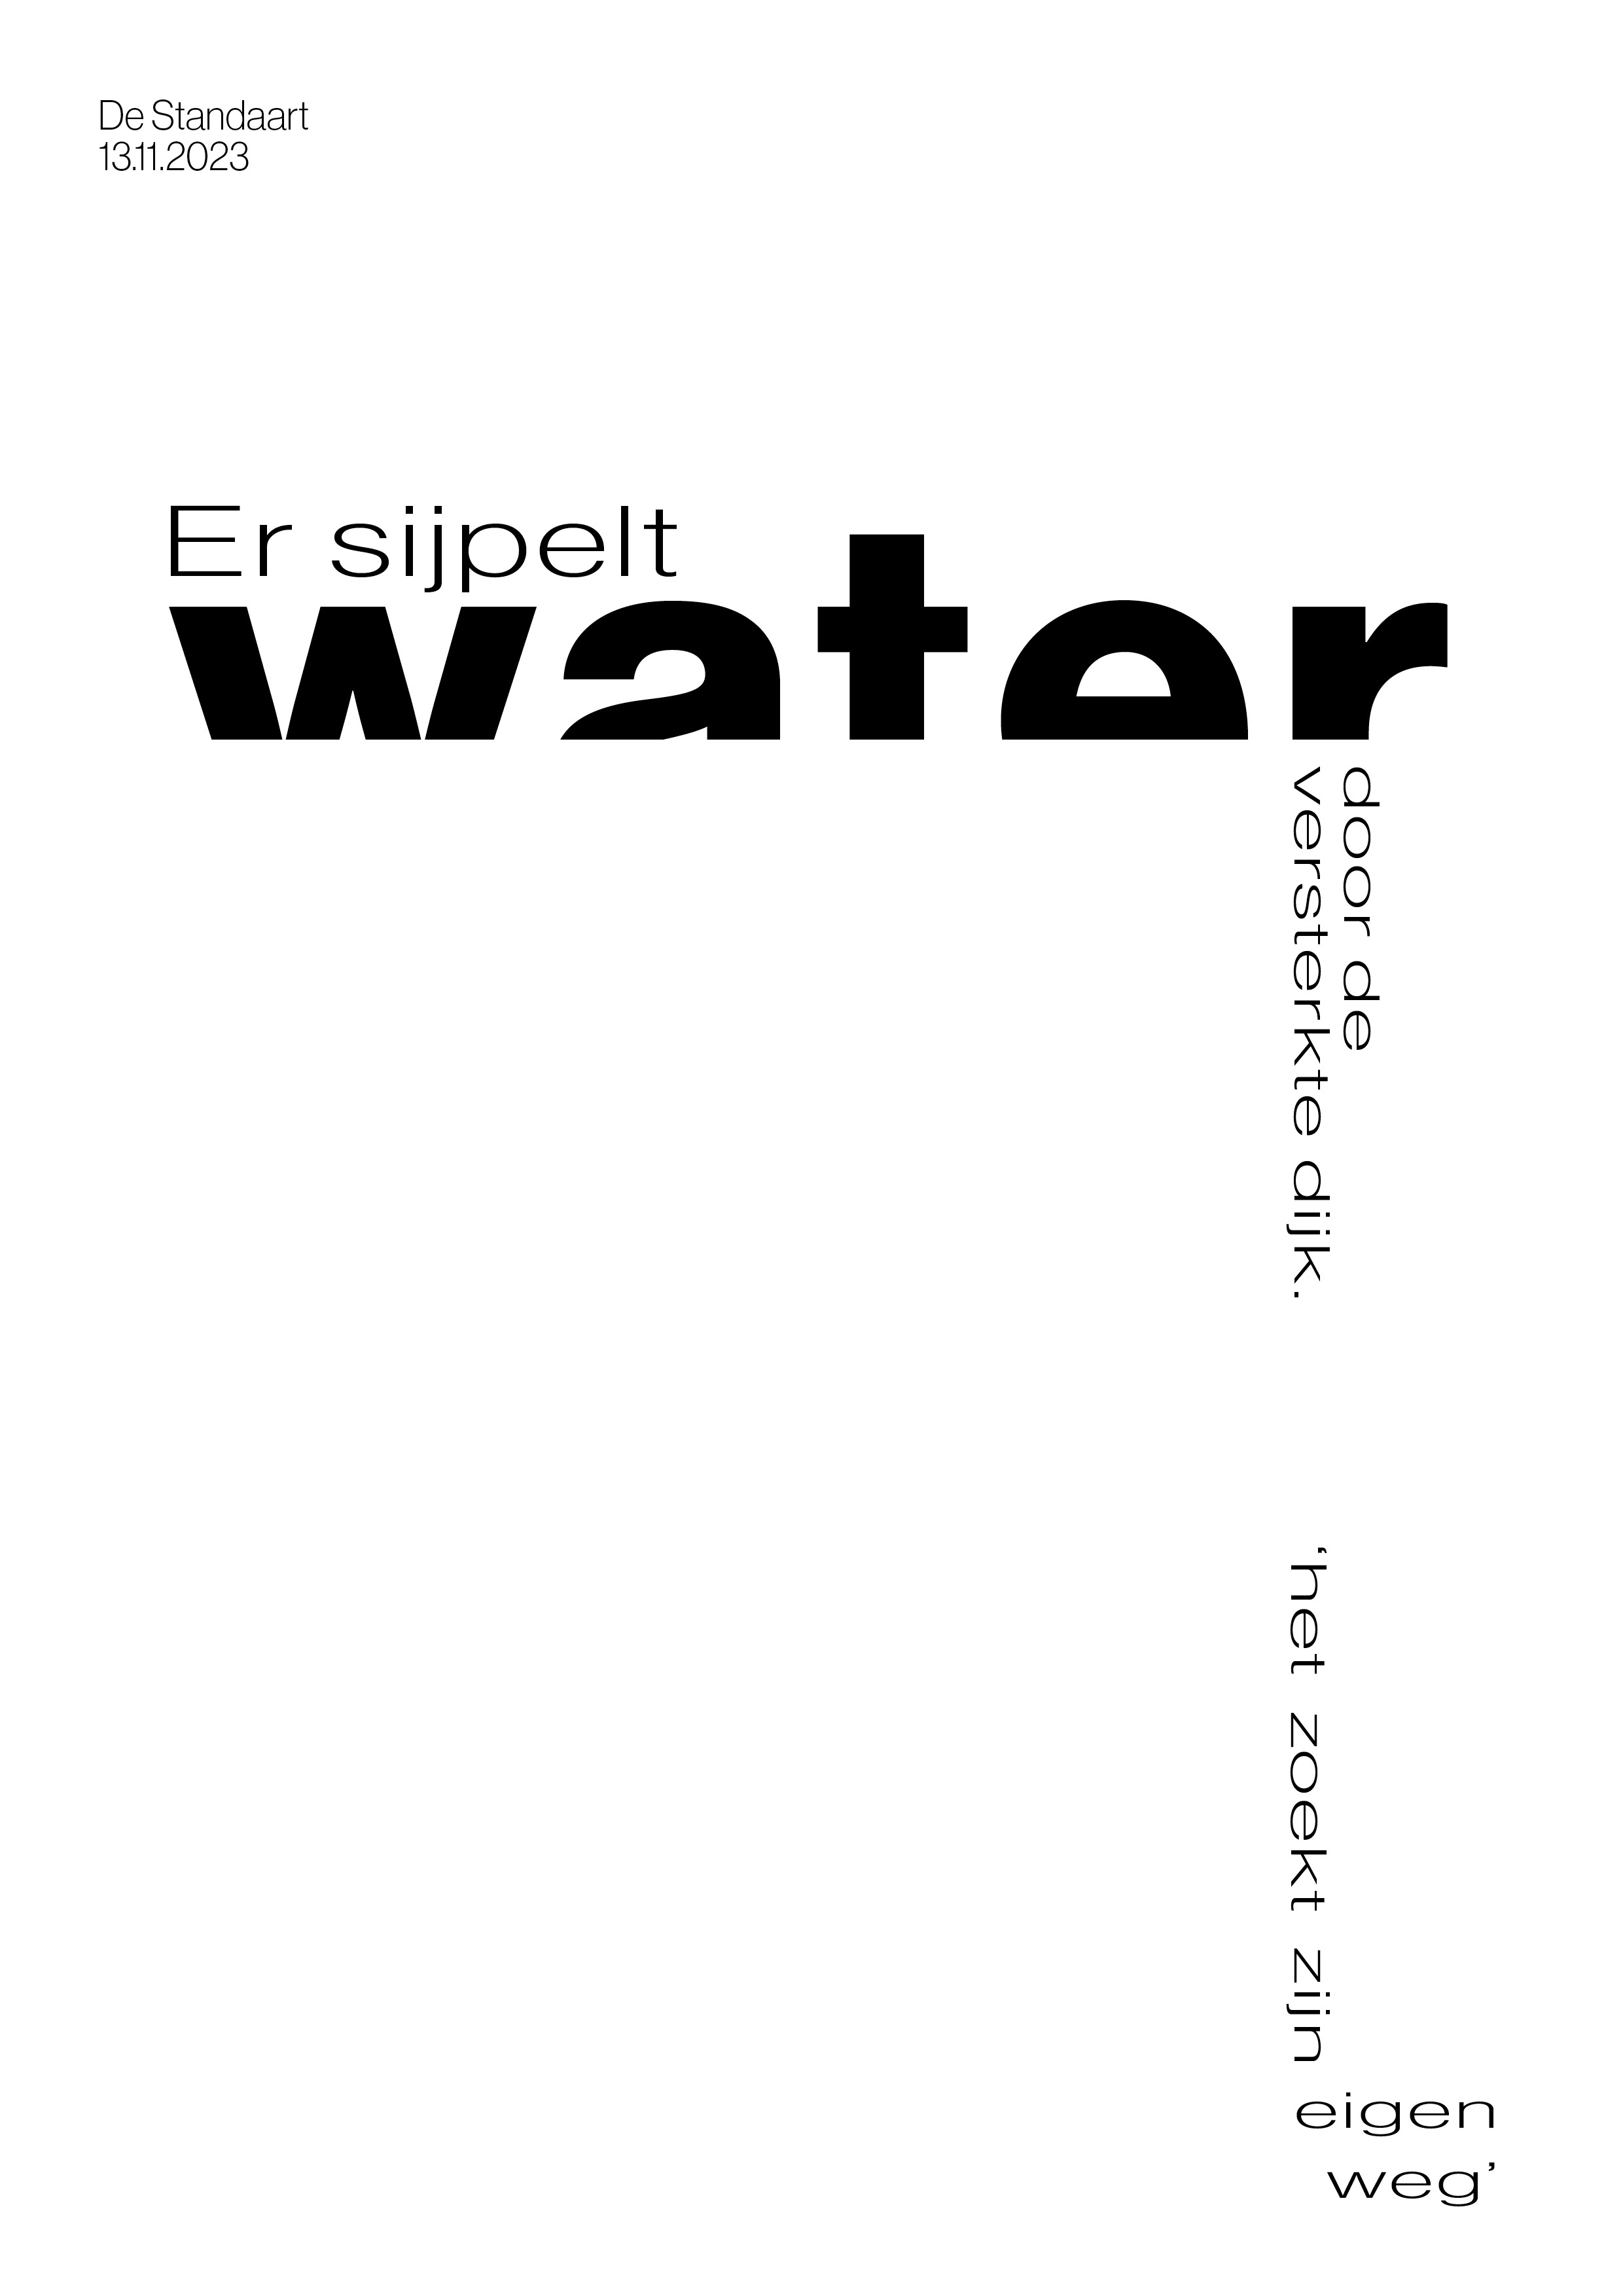 De Standaart
13.11.2023
Er sijpelt
water
door de
versterkte dijk.
‘het zoekt zijn
eigen
weg’